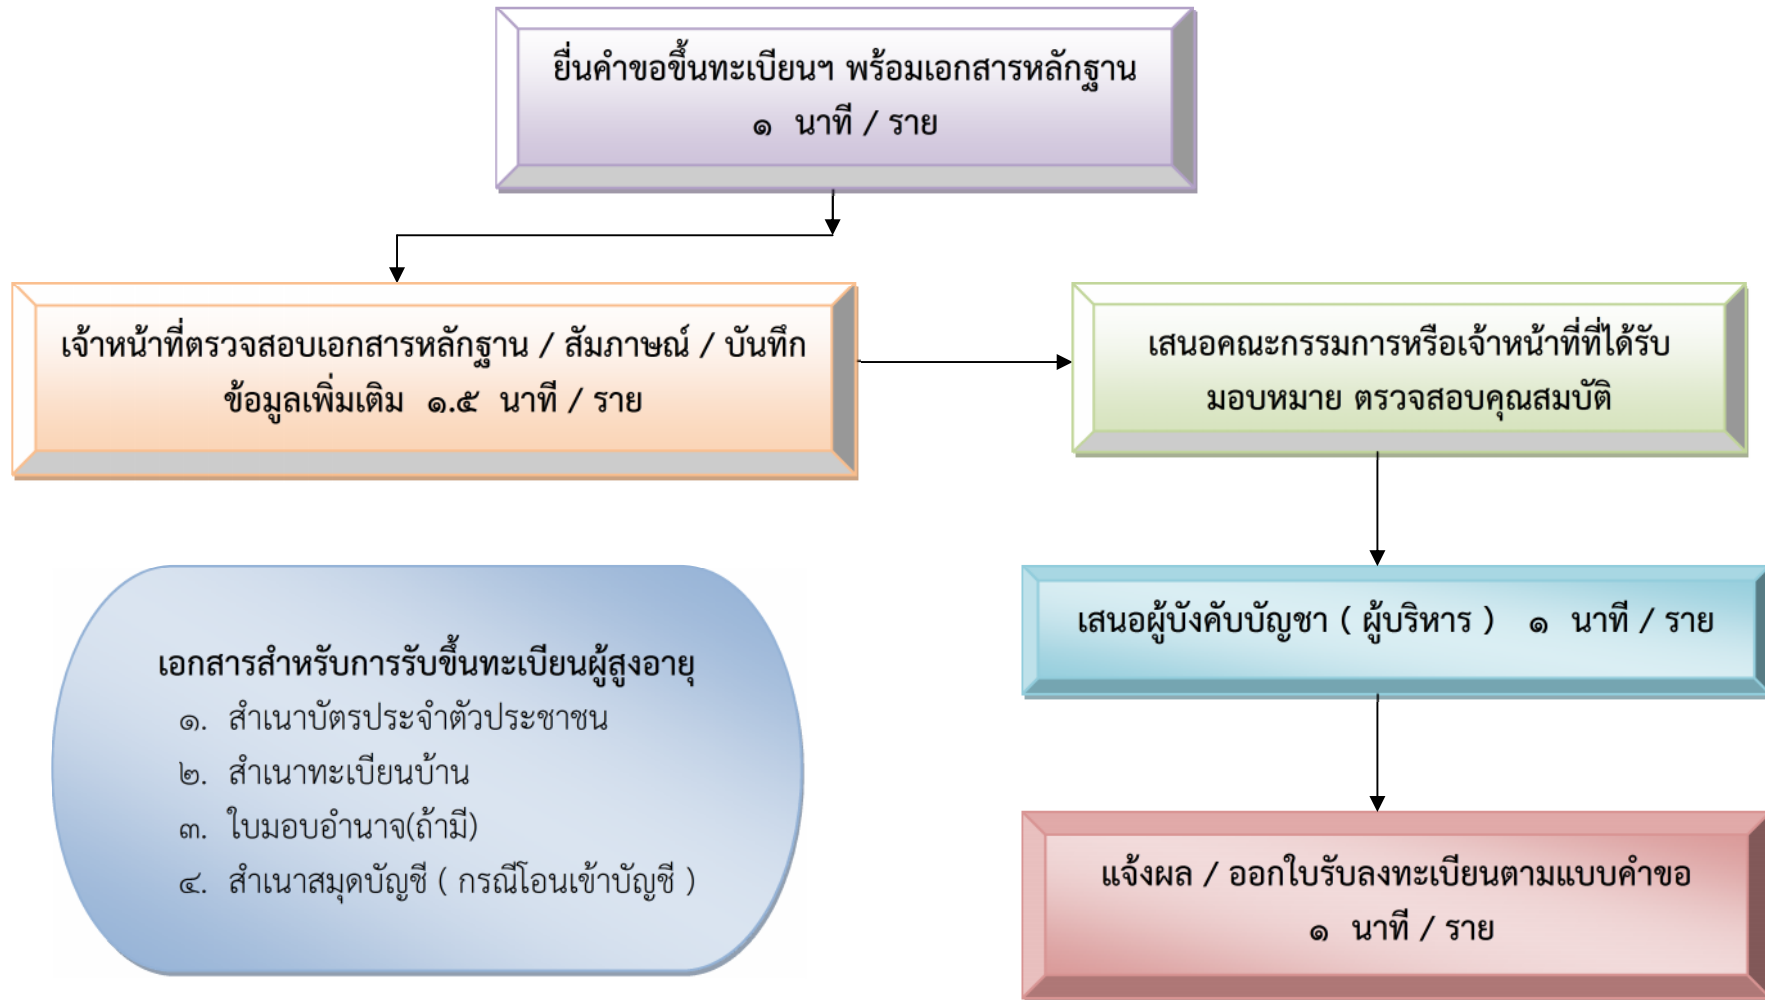 ยื่นคำขอขึ้นทะเบียนฯ พร้อมเอกสารหลักฐาน
๑ นาที / ราย
เจ้าหน้าที่ตรวจสอบเอกสารหลักฐาน / สัมภาษณ์ / บันทึก
ข้อมูลเพิ่มเติม ๑.๕ นาที / ราย
เสนอคณะกรรมการหรือเจ้าหน้าที่ที่ได้รับ
มอบหมาย ตรวจสอบคุณสมบัติ
เสนอผู้บังคับบัญชา ( ผู้บริหาร ) ๑ นาที / ราย
แจ้งผล / ออกใบรับลงทะเบียนตามแบบคำขอ
๑ นาที / ราย
เอกสารสำหรับการรับขึ้นทะเบียนผู้สูงอายุ
๑. สำเนาบัตรประจำตัวประชาชน
๒. สำเนาทะเบียนบ้าน
๓. ใบมอบอำนาจ(ถ้ามี)
๔. สำเนาสมุดบัญชี ( กรณีโอนเข้าบัญชี )